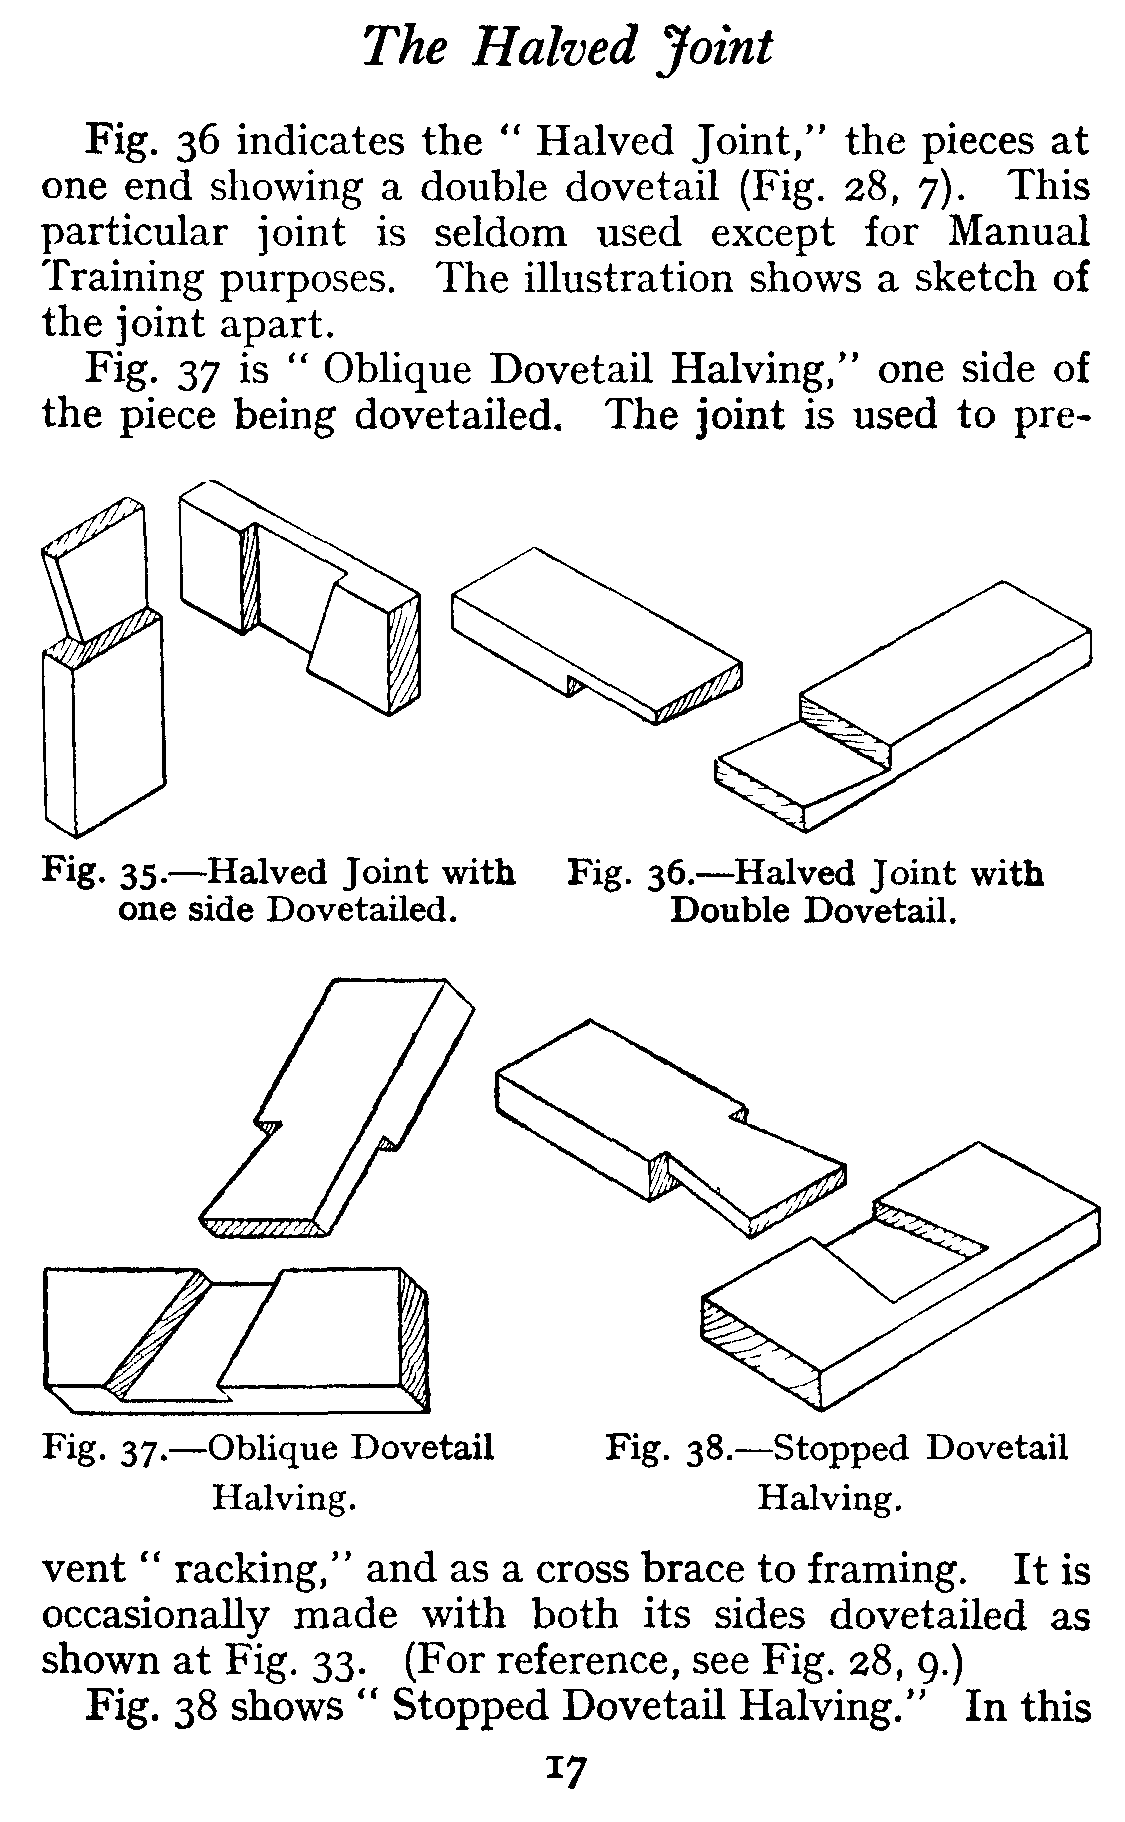 The Halved Joint
Fig. 36 indicates the “ Halved Joint,” the pieces at
one end showing a double dovetail (Fig. 28, 7). This
particular joint is seldom used except for Manual
Training purposes. The illustration shows a sketch of
the joint apart.
Fig. 37 is “ Oblique Dovetail Halving,” one side of
the piece being dovetailed. The joint is used to pre-
Fig. 35.—Halved Joint with
one side Dovetailed.
Fig. 36.—Halved Joint with
Double Dovetail.
Fig. 37.—Oblique Dovetail
Halving.
Fig. 38.—Stopped Dovetail
Halving.
vent “ racking,” and as a cross brace to framing. It is
occasionally made with both its sides dovetailed as
shown at Fig. 33. (For reference, see Fig. 28, 9.)
Fig. 38 shows “ Stopped Dovetail Halving.” In this
17